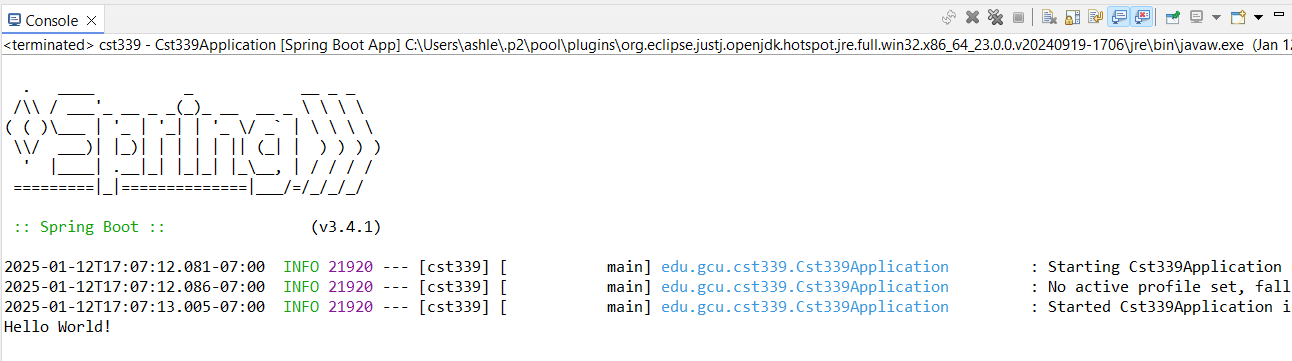 Console
<terminated> cst339 - Cst339Application [Spring Boot App] C:\Users\ashle\.p2\pool\plugins\org.eclipse.justj.openjdk.hotspot.jre.full.win32.x86_64_23.0.0.v20240919-1706\jre\bin\javaw.exe (Jan 12
  .   ____          _            __ _ _
 /\\ / ___'_ __ _ _(_)_ __  __ _ \ \ \ \
( ( )\___ | '_ | '_| | '_ \/ _` | \ \ \ \
 \\/  ___)| |_)| | | | | || (_| |  ) ) ) )
  '  |____| .__|_| |_|_| |_\__, | / / / /
 =========|_|==============|___/=/_/_/_/
 :: Spring Boot ::                (v3.4.1)
2025-01-12T17:07:12.081-07:00  INFO 21920 --- [cst339] [           main] edu.gcu.cst339.Cst339Application         : Starting Cst339Application
2025-01-12T17:07:12.086-07:00  INFO 21920 --- [cst339] [           main] edu.gcu.cst339.Cst339Application         : No active profile set, fall
2025-01-12T17:07:13.005-07:00  INFO 21920 --- [cst339] [           main] edu.gcu.cst339.Cst339Application         : Started Cst339Application i
Hello World!